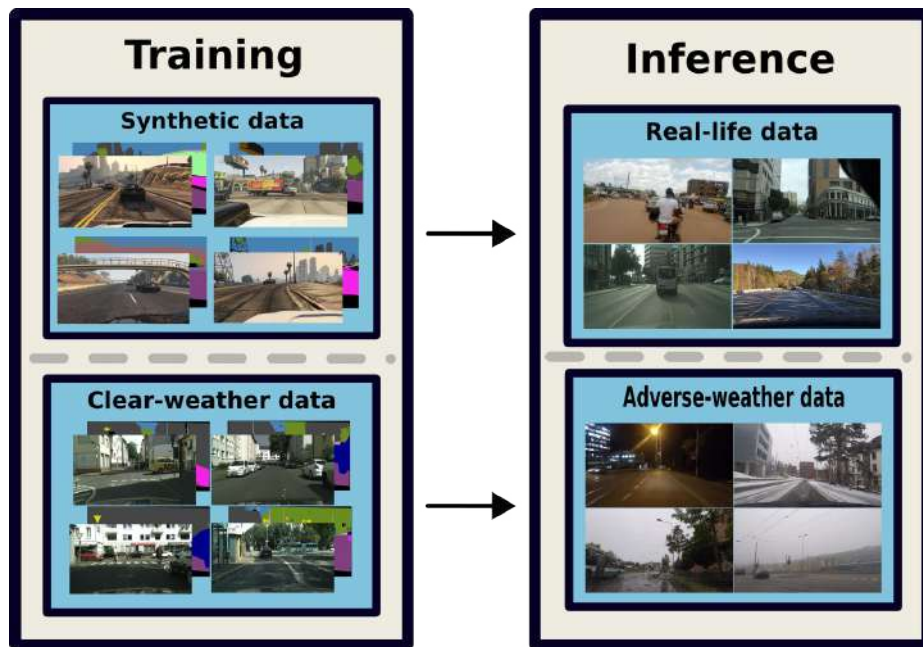 Training
Synthetic data
Clear-weather data
Inference
Real-life data
Adverse-weather data